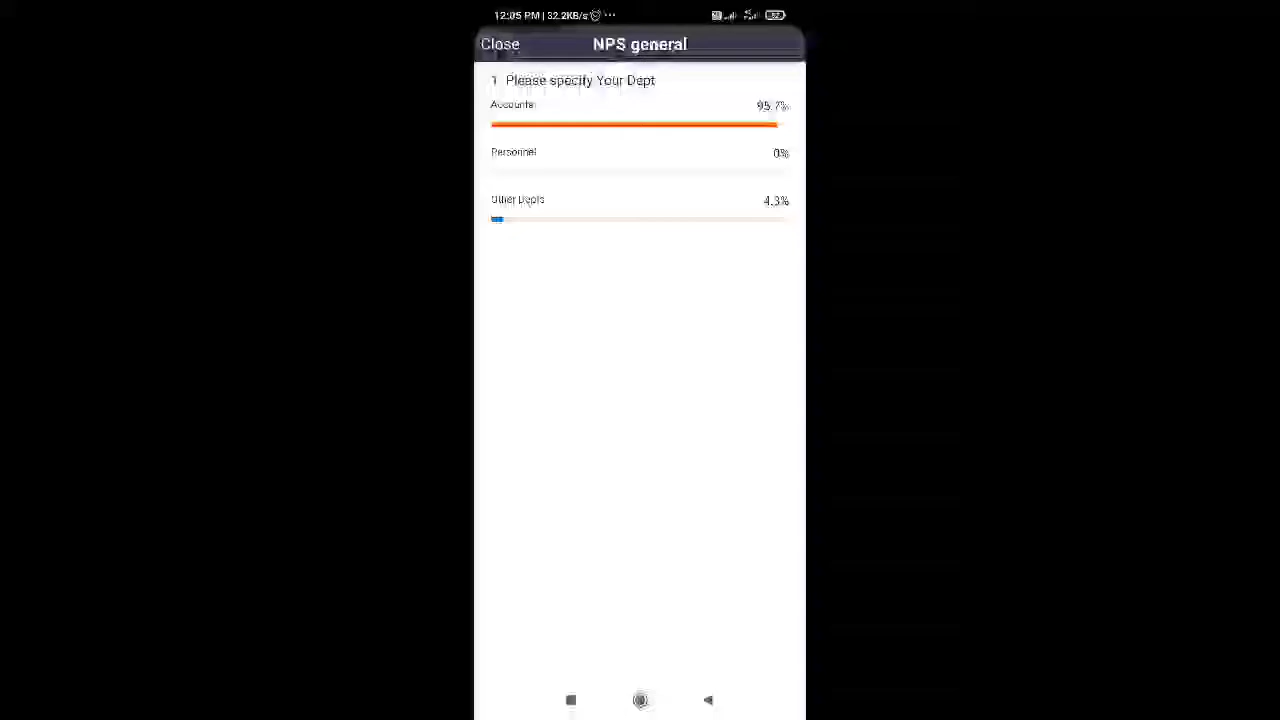 12:05 PM | 32.2KB/s ...
Close
NPS general
1 Please specify Your Dept
Accounts
95.7%
Personnel
0%
Other Depts
4.3%